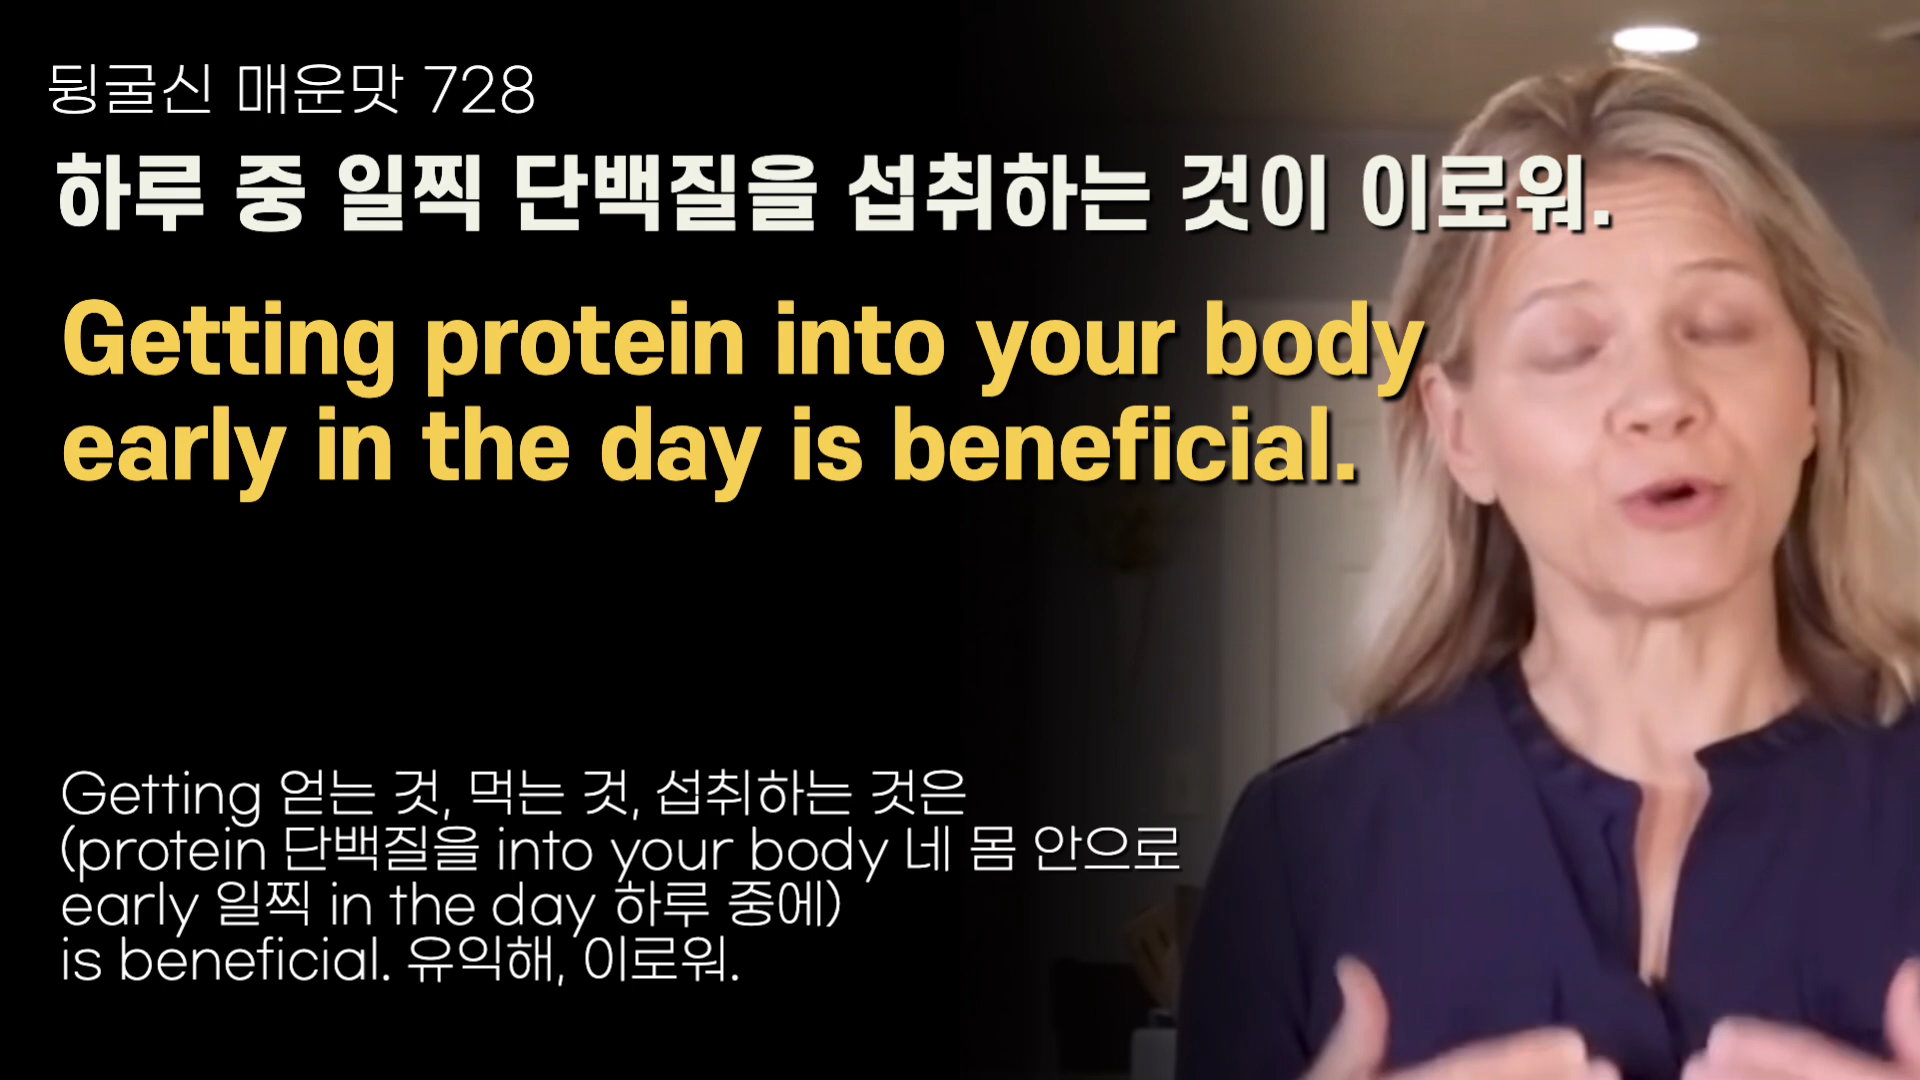 뒹굴신 매운맛 728
하루 중 일찍 단백질을 섭취하는 것이 이로워.
Getting protein into your body
early in the day is beneficial.
Getting 얻는 것, 먹는 것, 섭취하는 것은
(protein 단백질을 into your body 네 몸 안으로
early 일찍 in the day 하루 중에)
is beneficial. 유익해, 이로워.